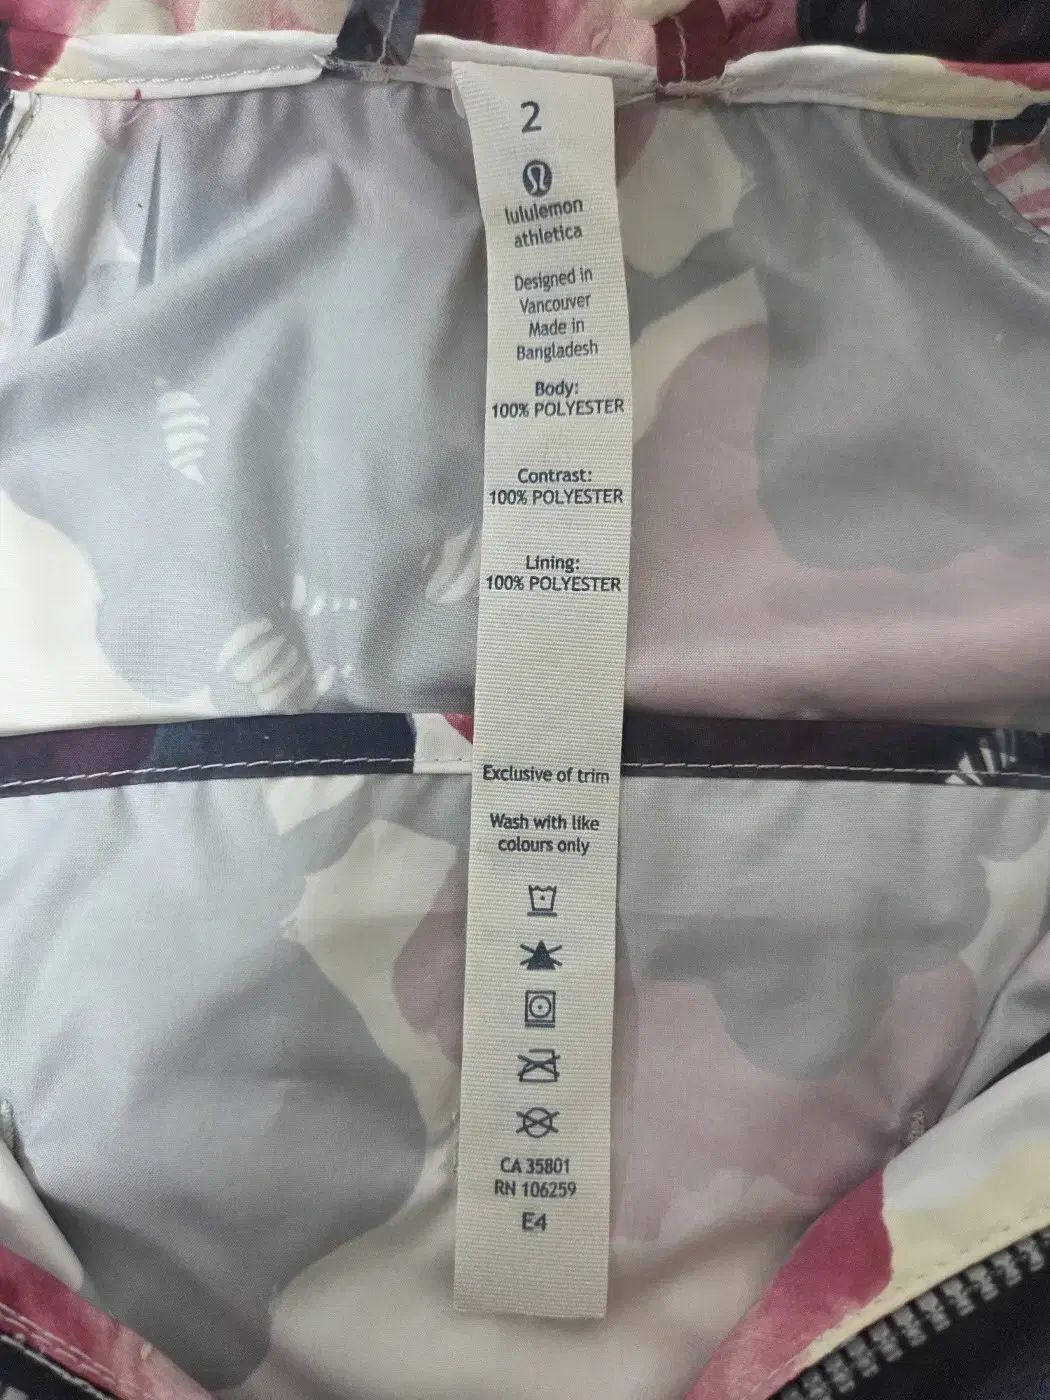 2
lululemon
athletica
Designed in
Vancouver
Made in
Bangladesh
Body:
100% POLYESTER
Contrast:
100% POLYESTER
Lining:
100% POLYESTER
Exclusive of trim
Wash with like
colours only
CA 35801
RN 106259
E4